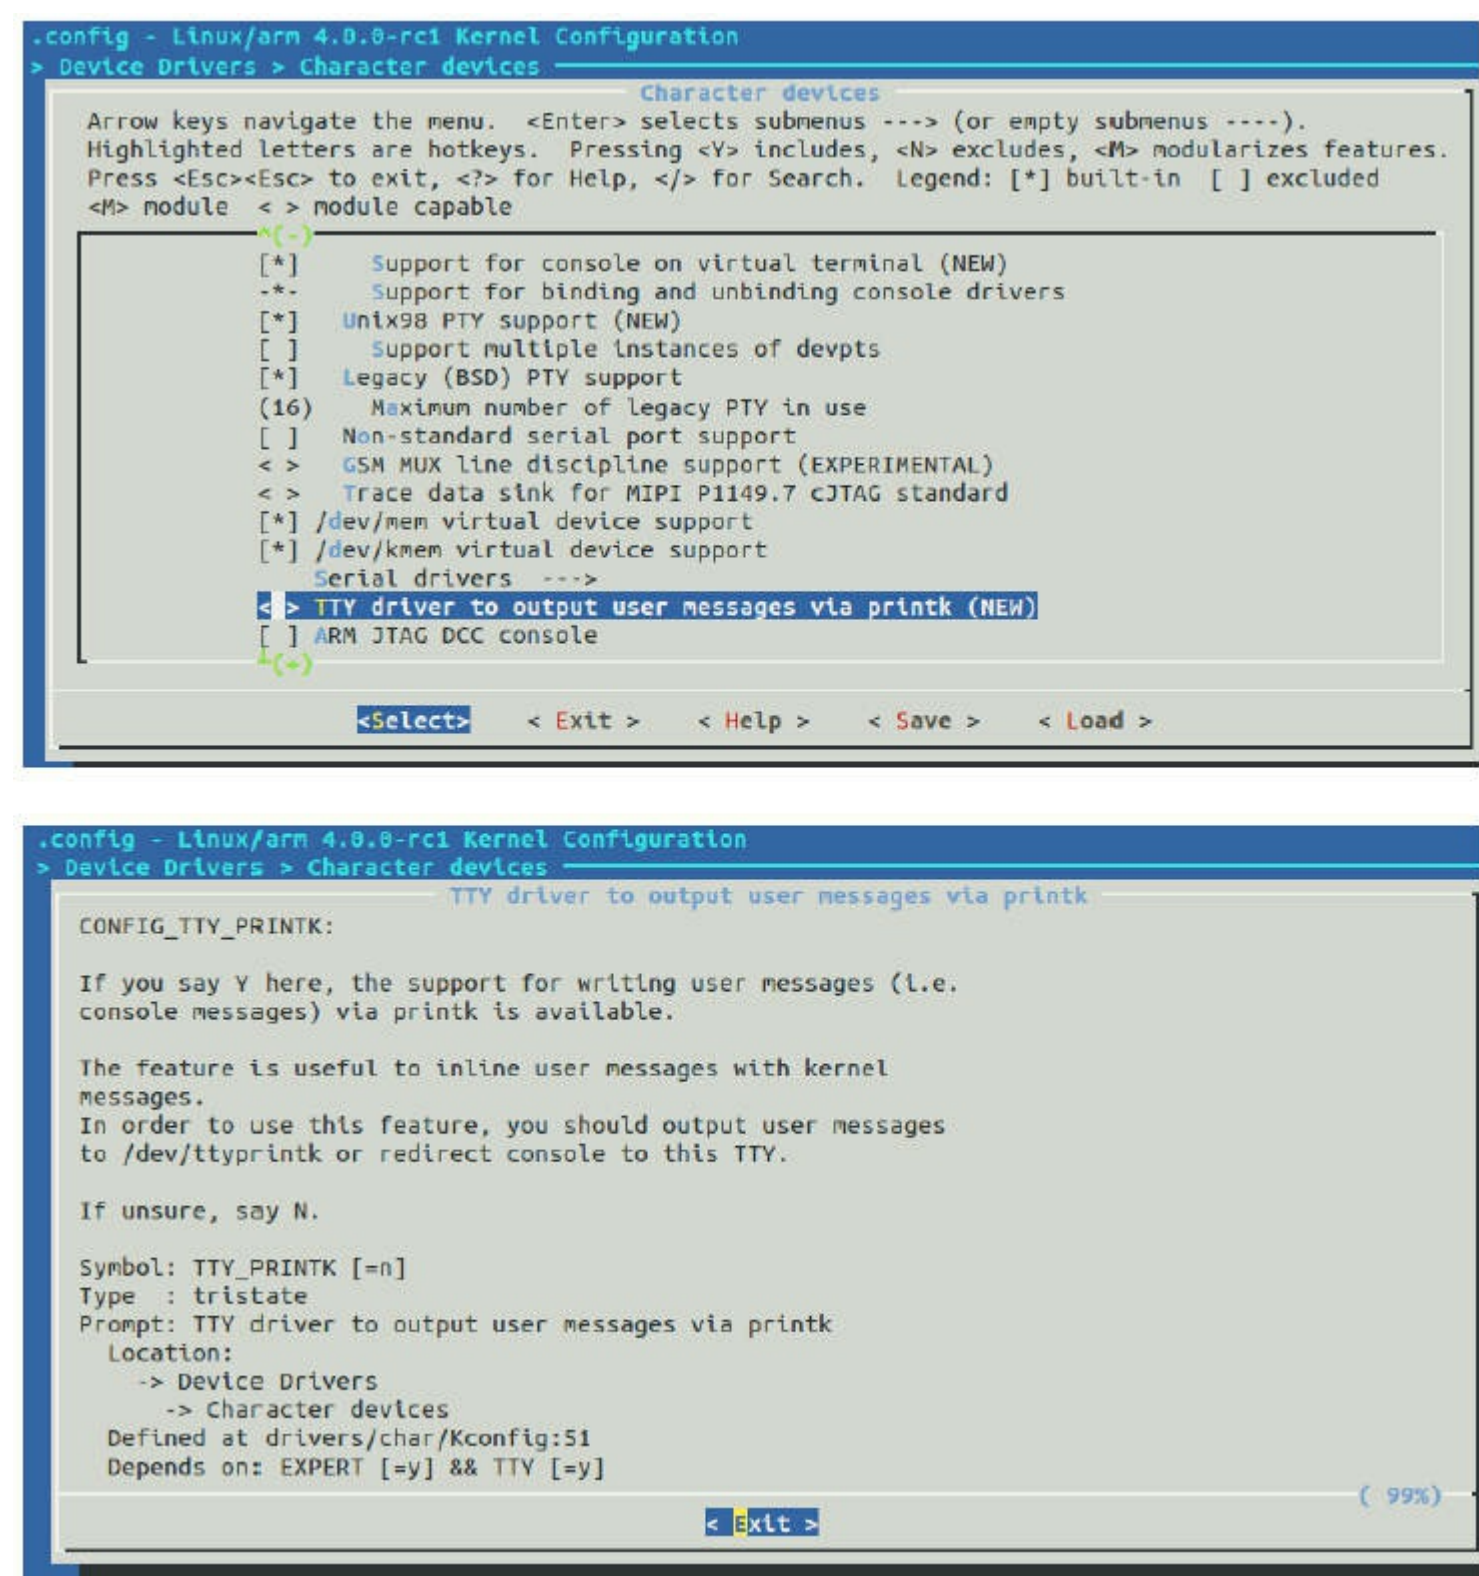 .config - Linux/arm 4.0.0-rc1 Kernel Configuration
> Device Drivers > Character devices
Character devices
Arrow keys navigate the menu.  <Enter> selects submenus ---> (or empty submenus ----).
Highlighted letters are hotkeys.  Pressing <Y> includes, <N> excludes, <M> modularizes features.
Press <Esc><Esc> to exit, <?> for Help, </> for Search.  Legend: [*] built-in  [ ] excluded
<M> module  < > module capable
^(-)
[*]     Support for console on virtual terminal (NEW)
-*-     Support for binding and unbinding console drivers
[*]   Unix98 PTY support (NEW)
[ ]     Support multiple instances of devpts
[*]   Legacy (BSD) PTY support
(16)    Maximum number of legacy PTY in use
[ ]   Non-standard serial port support
< >   GSM MUX line discipline support (EXPERIMENTAL)
< >   Trace data sink for MIPI P1149.7 cJTAG standard
[*] /dev/mem virtual device support
[*] /dev/kmem virtual device support
Serial drivers  --->
< > TTY driver to output user messages via printk (NEW)
[ ] ARM JTAG DCC console
┴(+)
<Select>    < Exit >    < Help >    < Save >    < Load >
.config - Linux/arm 4.0.0-rc1 Kernel Configuration
> Device Drivers > Character devices
TTY driver to output user messages via printk
CONFIG_TTY_PRINTK:
If you say Y here, the support for writing user messages (i.e.
console messages) via printk is available.
The feature is useful to inline user messages with kernel
messages.
In order to use this feature, you should output user messages
to /dev/ttyprintk or redirect console to this TTY.
If unsure, say N.
Symbol: TTY_PRINTK [=n]
Type  : tristate
Prompt: TTY driver to output user messages via printk
Location:
-> Device Drivers
-> Character devices
Defined at drivers/char/Kconfig:51
Depends on: EXPERT [=y] && TTY [=y]
( 99%)
< Exit >